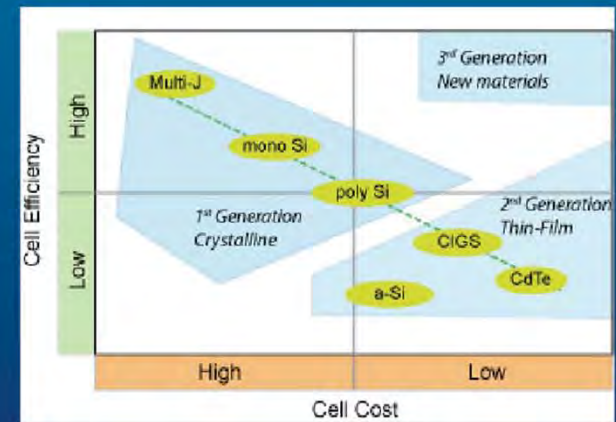 Cell Efficiency
High
Low
Multi-J
mono Si
poly Si
CIGS
CdTe
a-Si
1st Generation
Crystalline
2nd Generation
Thin-Film
3rd Generation
New materials
High
Low
Cell Cost